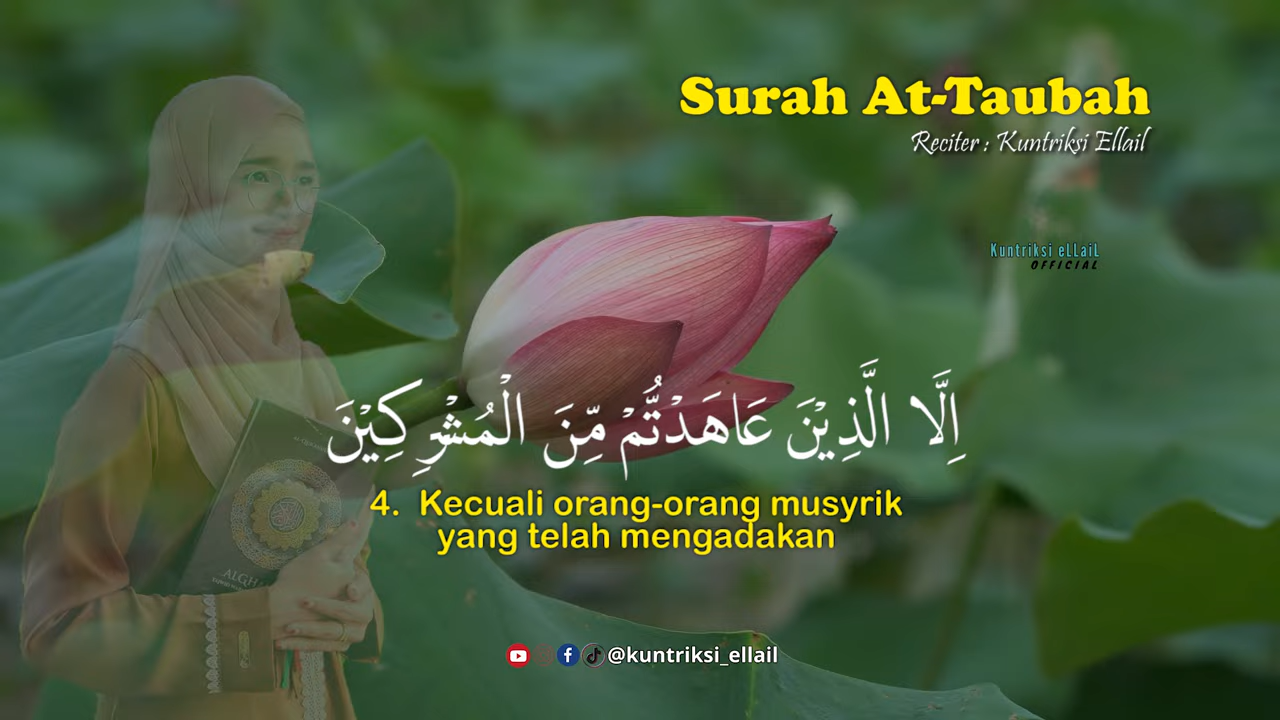 Surah At-Taubah
Reciter : Kuntriksi Ellail
Kuntriksi eLLaiL
OFFICIAL
اِلَّا الَّذِيْنَ عَاهَدْتُّمْ مِّنَ الْمُشْرِكِيْنَ
4. Kecuali orang-orang musyrik
yang telah mengadakan
@kuntriksi_ellail